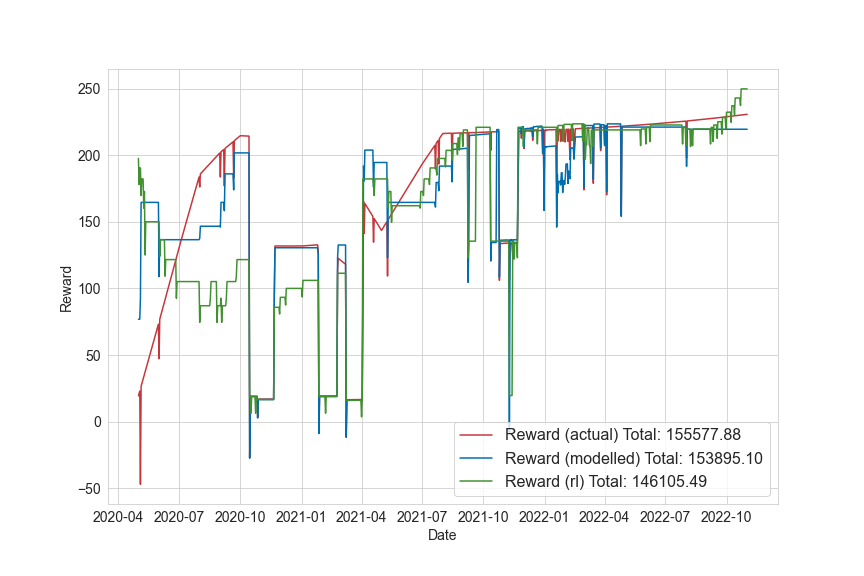 250
200
150
100
50
0
−50
Reward
2020-04 2020-07 2020-10 2021-01 2021-04 2021-07 2021-10 2022-01 2022-04 2022-07 2022-10
Date
Reward (actual) Total: 155577.88
Reward (modelled) Total: 153895.10
Reward (rl) Total: 146105.49